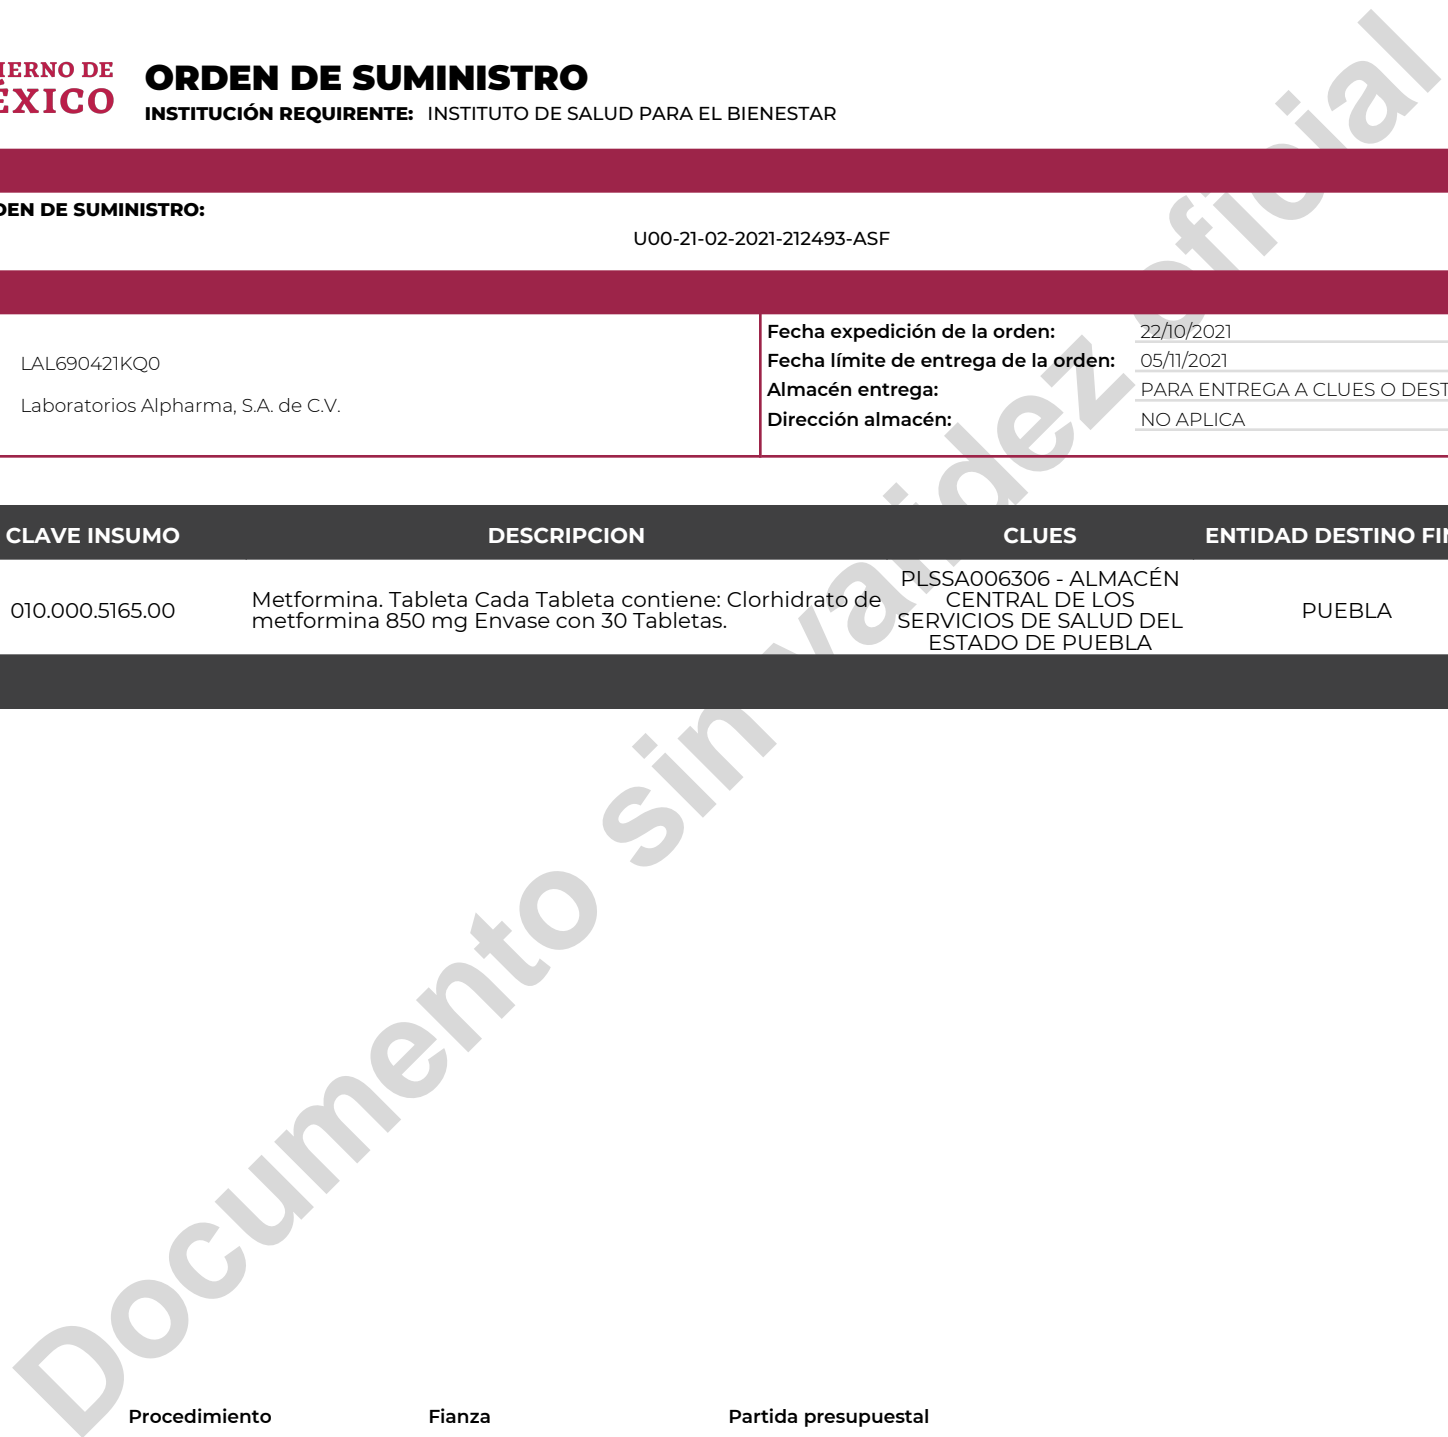 IERNO DE
ÉXICO
ORDEN DE SUMINISTRO
INSTITUCIÓN REQUIRENTE: INSTITUTO DE SALUD PARA EL BIENESTAR
DEN DE SUMINISTRO:
U00-21-02-2021-212493-ASF
LAL690421KQ0
Laboratorios Alpharma, S.A. de C.V.
Fecha expedición de la orden: 22/10/2021
Fecha límite de entrega de la orden: 05/11/2021
Almacén entrega: PARA ENTREGA A CLUES O DEST
Dirección almacén: NO APLICA
CLAVE INSUMO DESCRIPCION CLUES ENTIDAD DESTINO FIN
010.000.5165.00
Metformina. Tableta Cada Tableta contiene: Clorhidrato de
metformina 850 mg Envase con 30 Tabletas.
PLSSA006306 - ALMACÉN
CENTRAL DE LOS
SERVICIOS DE SALUD DEL
ESTADO DE PUEBLA
PUEBLA
Documento sin validez oficial
Procedimiento Fianza Partida presupuestal